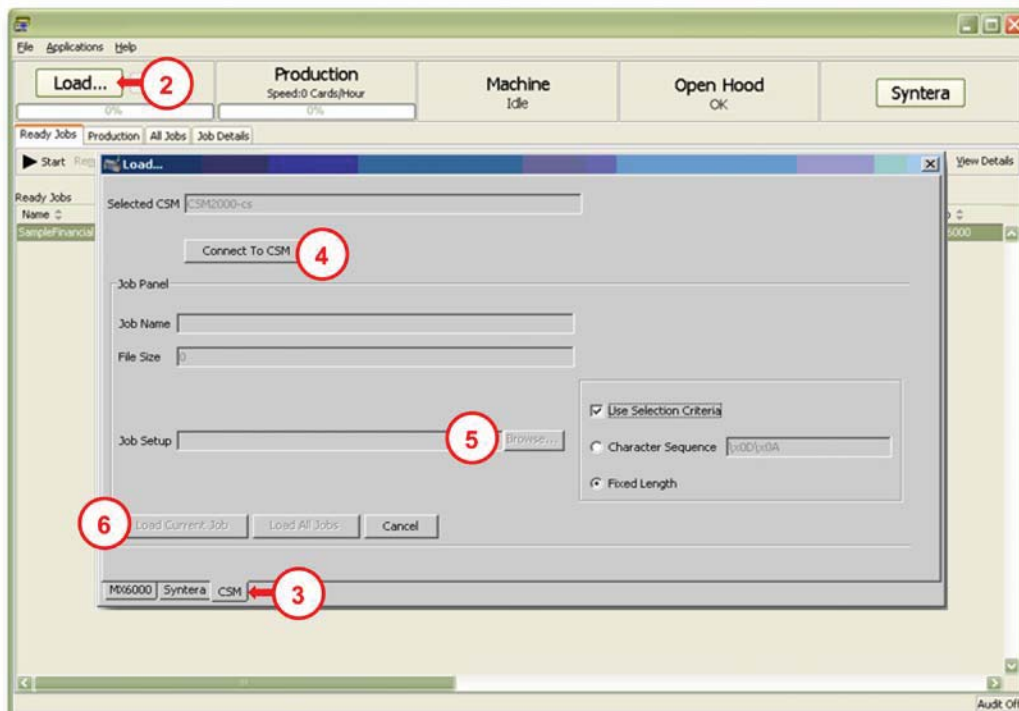 File Applications Help
Load... 2 Production Machine Open Hood Syntera
Speed:0 Cards/Hour Idle OK
0% 0%
Ready Jobs Production All Jobs Job Details
Start Load... View Details
Ready Jobs
Name
SampleFinancial 6000
Selected CSM CSM2000-cs
Connect To CSM 4
Job Panel
Job Name
File Size 0
Use Selection Criteria
Job Setup 5 Browse... Character Sequence \x0D\x0A
Fixed Length
6 Load Current Job Load All Jobs Cancel
MX6000 Syntera CSM 3
Audit Off